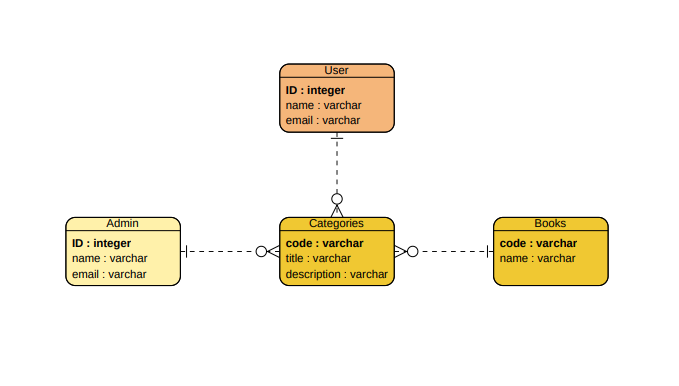 User
ID : integer
name : varchar
email : varchar
Admin
ID : integer
name : varchar
email : varchar
Categories
code : varchar
title : varchar
description : varchar
Books
code : varchar
name : varchar